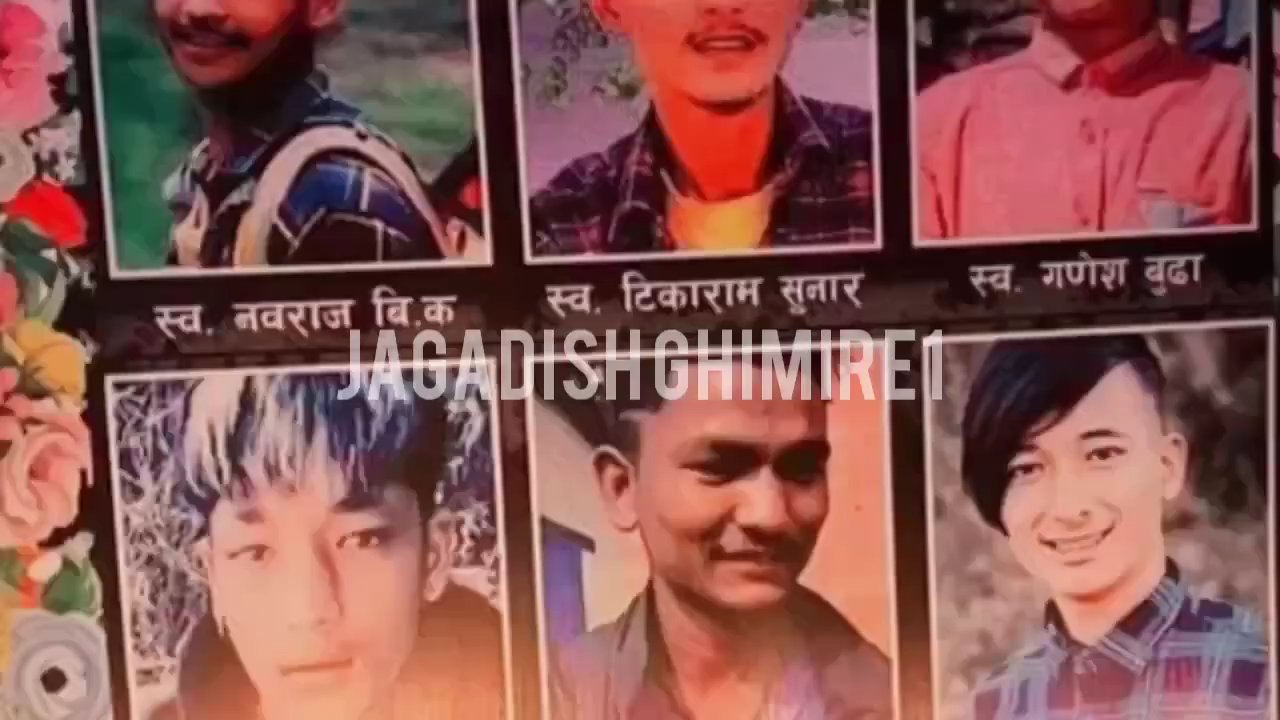 स्व. नवराज बि.क
स्व. टिकाराम सुनार
स्व. गणेश बुढा
JAGADISHGHIMIRE1